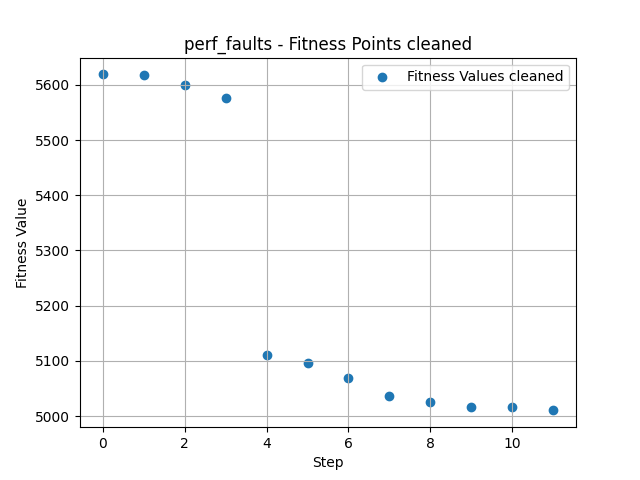 perf_faults - Fitness Points cleaned
Fitness Values cleaned
5600
5500
5400
5300
5200
5100
5000
Fitness Value
0 2 4 6 8 10
Step